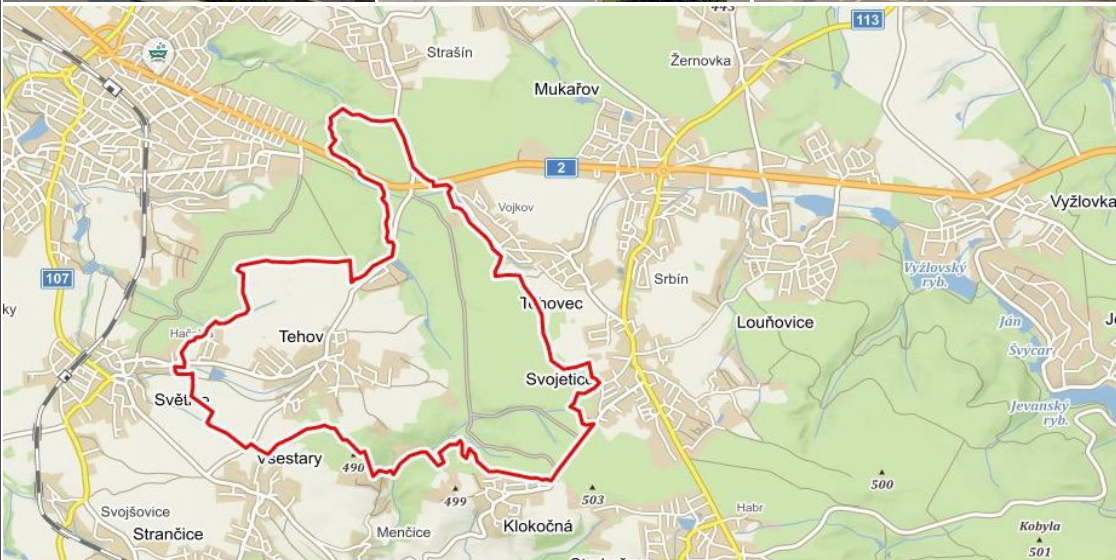 443
113
Strašín
Žernovka
Mukařov
2
Vojkov
Vyžlovka
Vyžlovský
ryb.
107
Srbín
ky
Tehovec
Louňovice
Ján
Švýcar
Tehov
Svojetice
Jevanský
ryb.
Všestary
490
499
503
500
Svojšovice
Strančice
Menčice
Klokočná
Habr
Kobyla
501